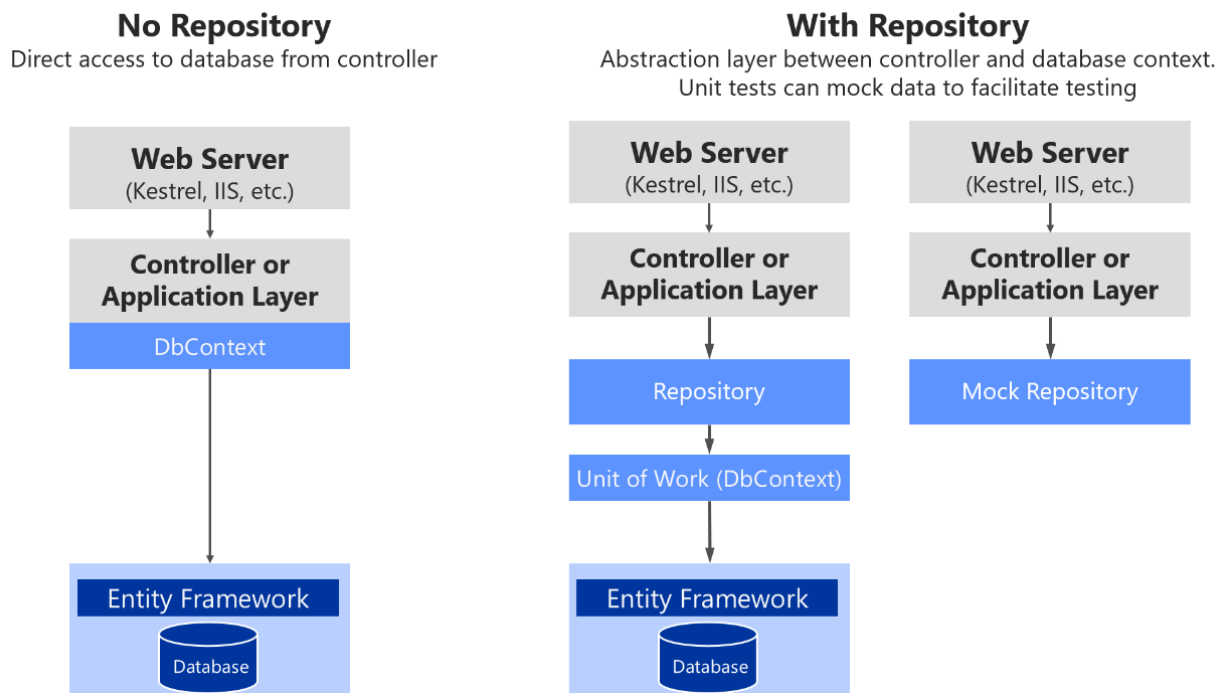 No Repository
Direct access to database from controller
Web Server
(Kestrel, IIS, etc.)
Controller or
Application Layer
DbContext
Entity Framework
Database
With Repository
Abstraction layer between controller and database context.
Unit tests can mock data to facilitate testing
Web Server
(Kestrel, IIS, etc.)
Controller or
Application Layer
Repository
Unit of Work (DbContext)
Entity Framework
Database
Web Server
(Kestrel, IIS, etc.)
Controller or
Application Layer
Mock Repository